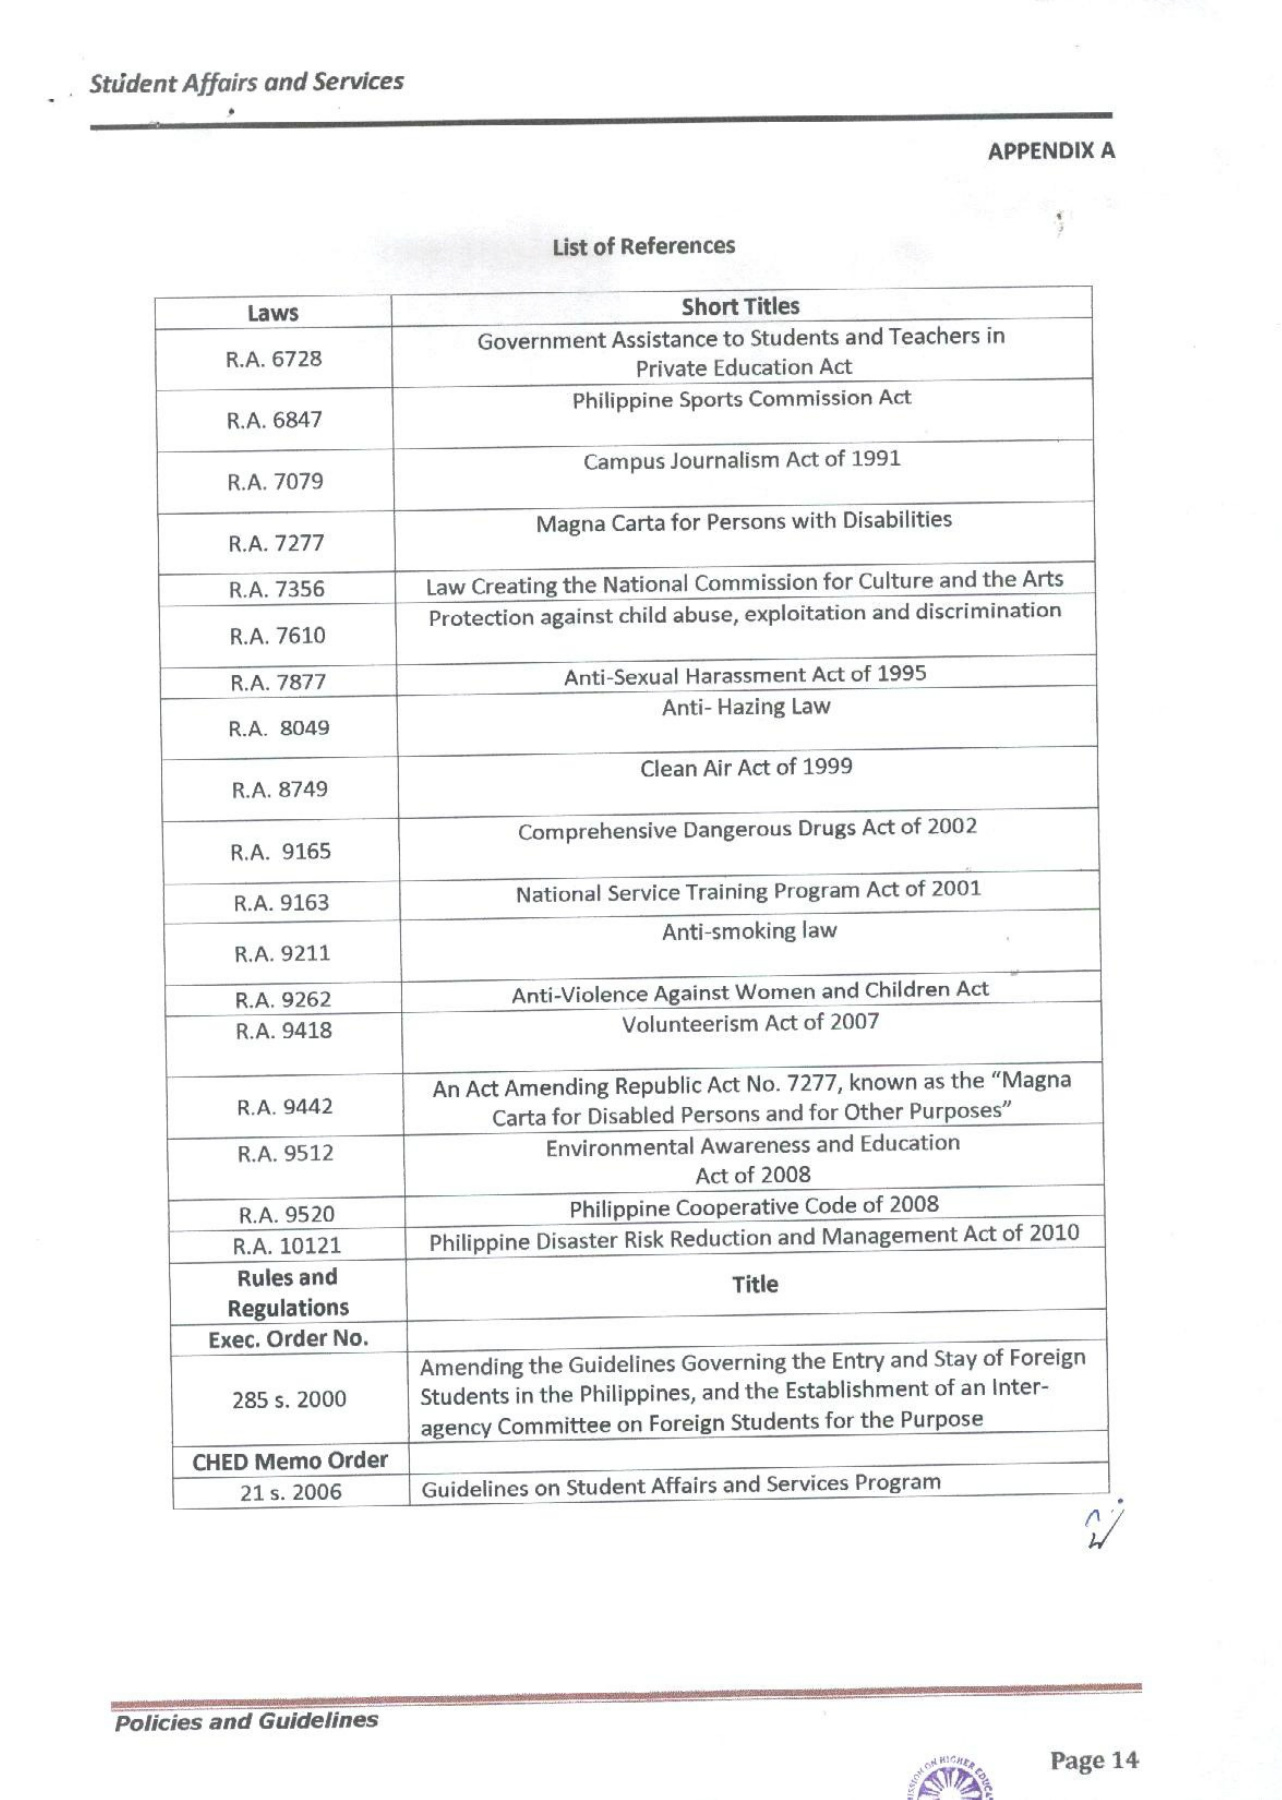 Student Affairs and Services
APPENDIX A
List of References
Laws Short Titles
R.A. 6728 Government Assistance to Students and Teachers in
Private Education Act
R.A. 6847 Philippine Sports Commission Act
R.A. 7079 Campus Journalism Act of 1991
R.A. 7277 Magna Carta for Persons with Disabilities
R.A. 7356 Law Creating the National Commission for Culture and the Arts
R.A. 7610 Protection against child abuse, exploitation and discrimination
R.A. 7877 Anti-Sexual Harassment Act of 1995
R.A. 8049 Anti- Hazing Law
R.A. 8749 Clean Air Act of 1999
R.A. 9165 Comprehensive Dangerous Drugs Act of 2002
R.A. 9163 National Service Training Program Act of 2001
R.A. 9211 Anti-smoking law
R.A. 9262 Anti-Violence Against Women and Children Act
R.A. 9418 Volunteerism Act of 2007
R.A. 9442 An Act Amending Republic Act No. 7277, known as the “Magna
Carta for Disabled Persons and for Other Purposes”
R.A. 9512 Environmental Awareness and Education
Act of 2008
R.A. 9520 Philippine Cooperative Code of 2008
R.A. 10121 Philippine Disaster Risk Reduction and Management Act of 2010
Rules and
Regulations Title
Exec. Order No.
285 s. 2000 Amending the Guidelines Governing the Entry and Stay of Foreign
Students in the Philippines, and the Establishment of an Inter-
agency Committee on Foreign Students for the Purpose
CHED Memo Order
21 s. 2006 Guidelines on Student Affairs and Services Program
Policies and Guidelines
Page 14
ON HIGHER